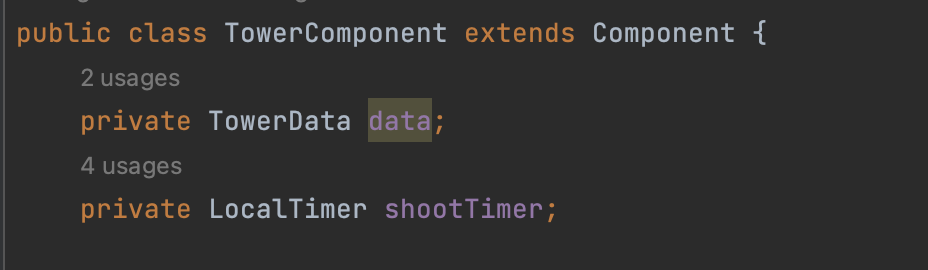 public class TowerComponent extends Component {
2 usages
private TowerData data;
4 usages
private LocalTimer shootTimer;